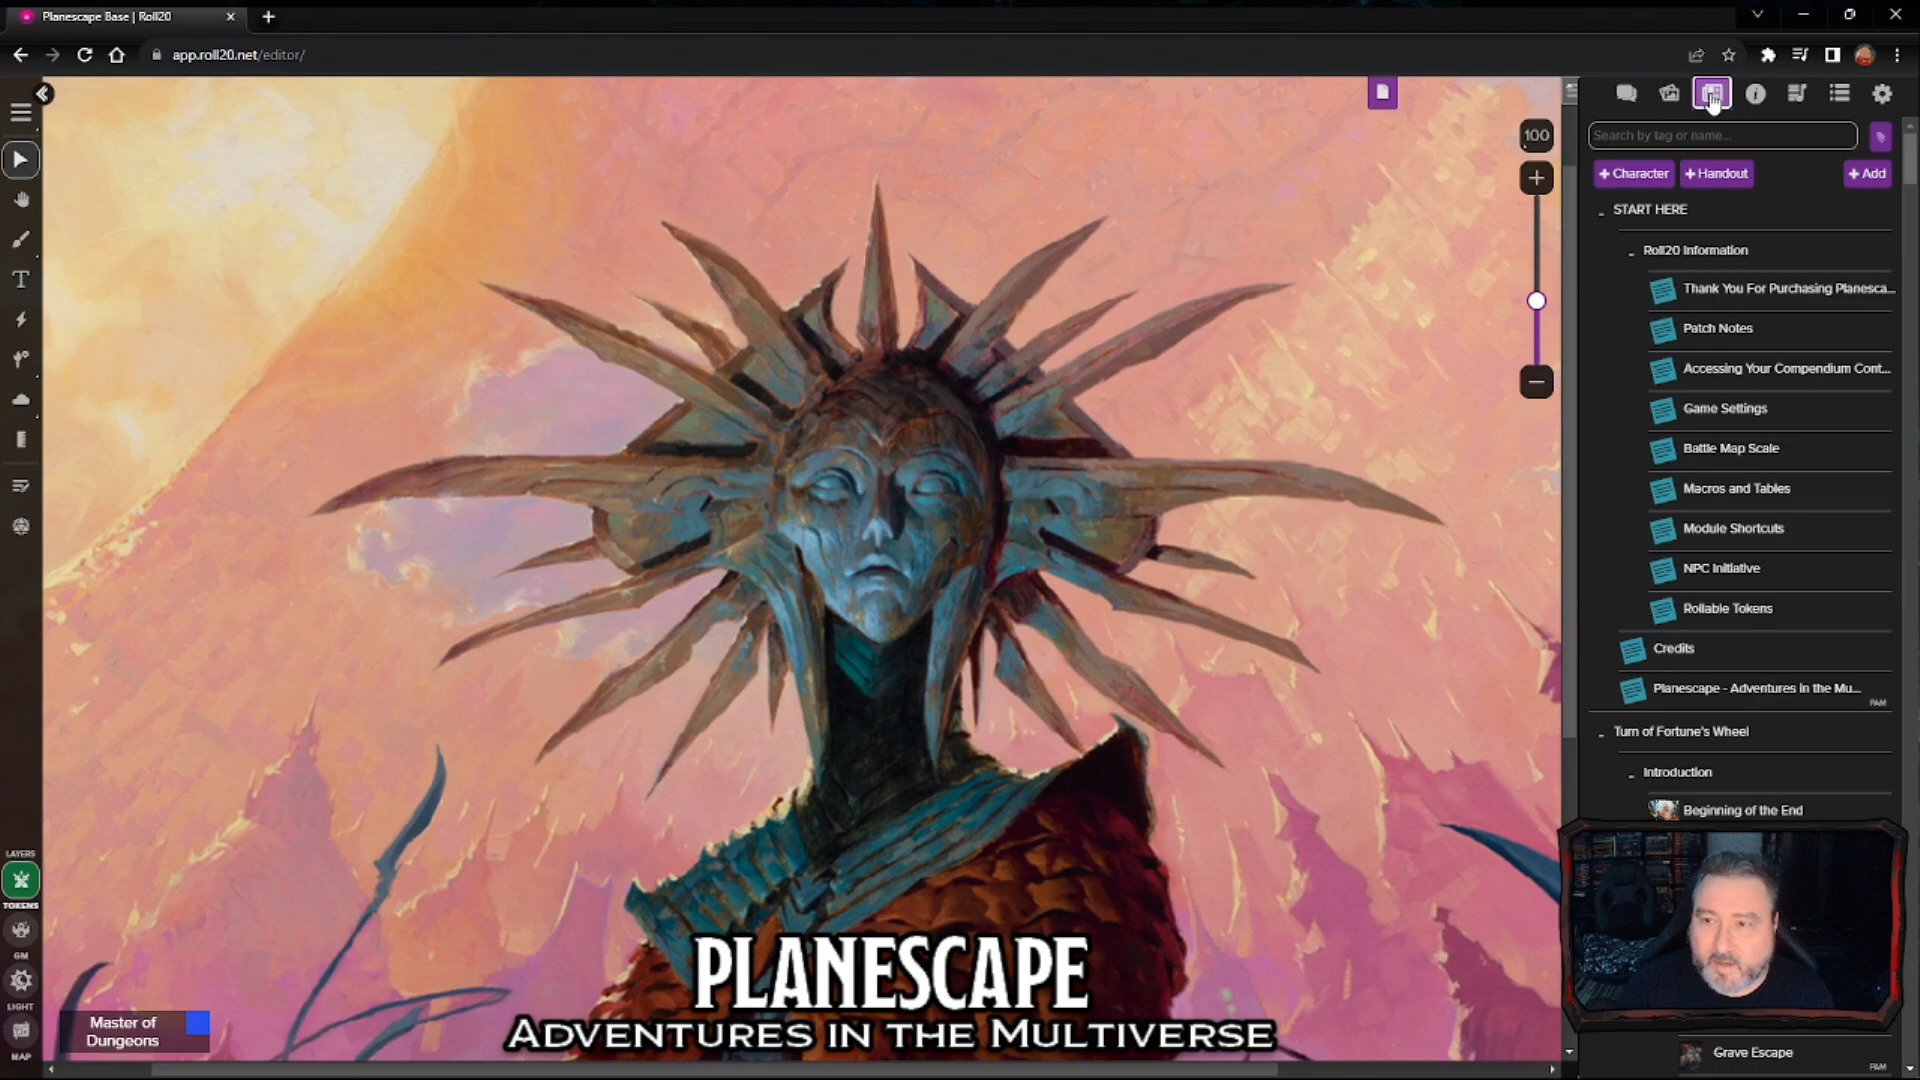 Planescape Base | Roll20
app.roll20.net/editor/
100
Search by tag or name...
+ Character
+ Handout
+ Add
START HERE
Roll20 Information
Thank You For Purchasing Planesca...
Patch Notes
Accessing Your Compendium Cont...
Game Settings
Battle Map Scale
Macros and Tables
Module Shortcuts
NPC Initiative
Rollable Tokens
Credits
Planescape - Adventures in the Mu...
PAM
Turn of Fortune's Wheel
Introduction
Beginning of the End
Grave Escape
PAM
LAYERS
TOKENS
GM
LIGHT
MAP
Master of
Dungeons
PLANESCAPE
ADVENTURES IN THE MULTIVERSE